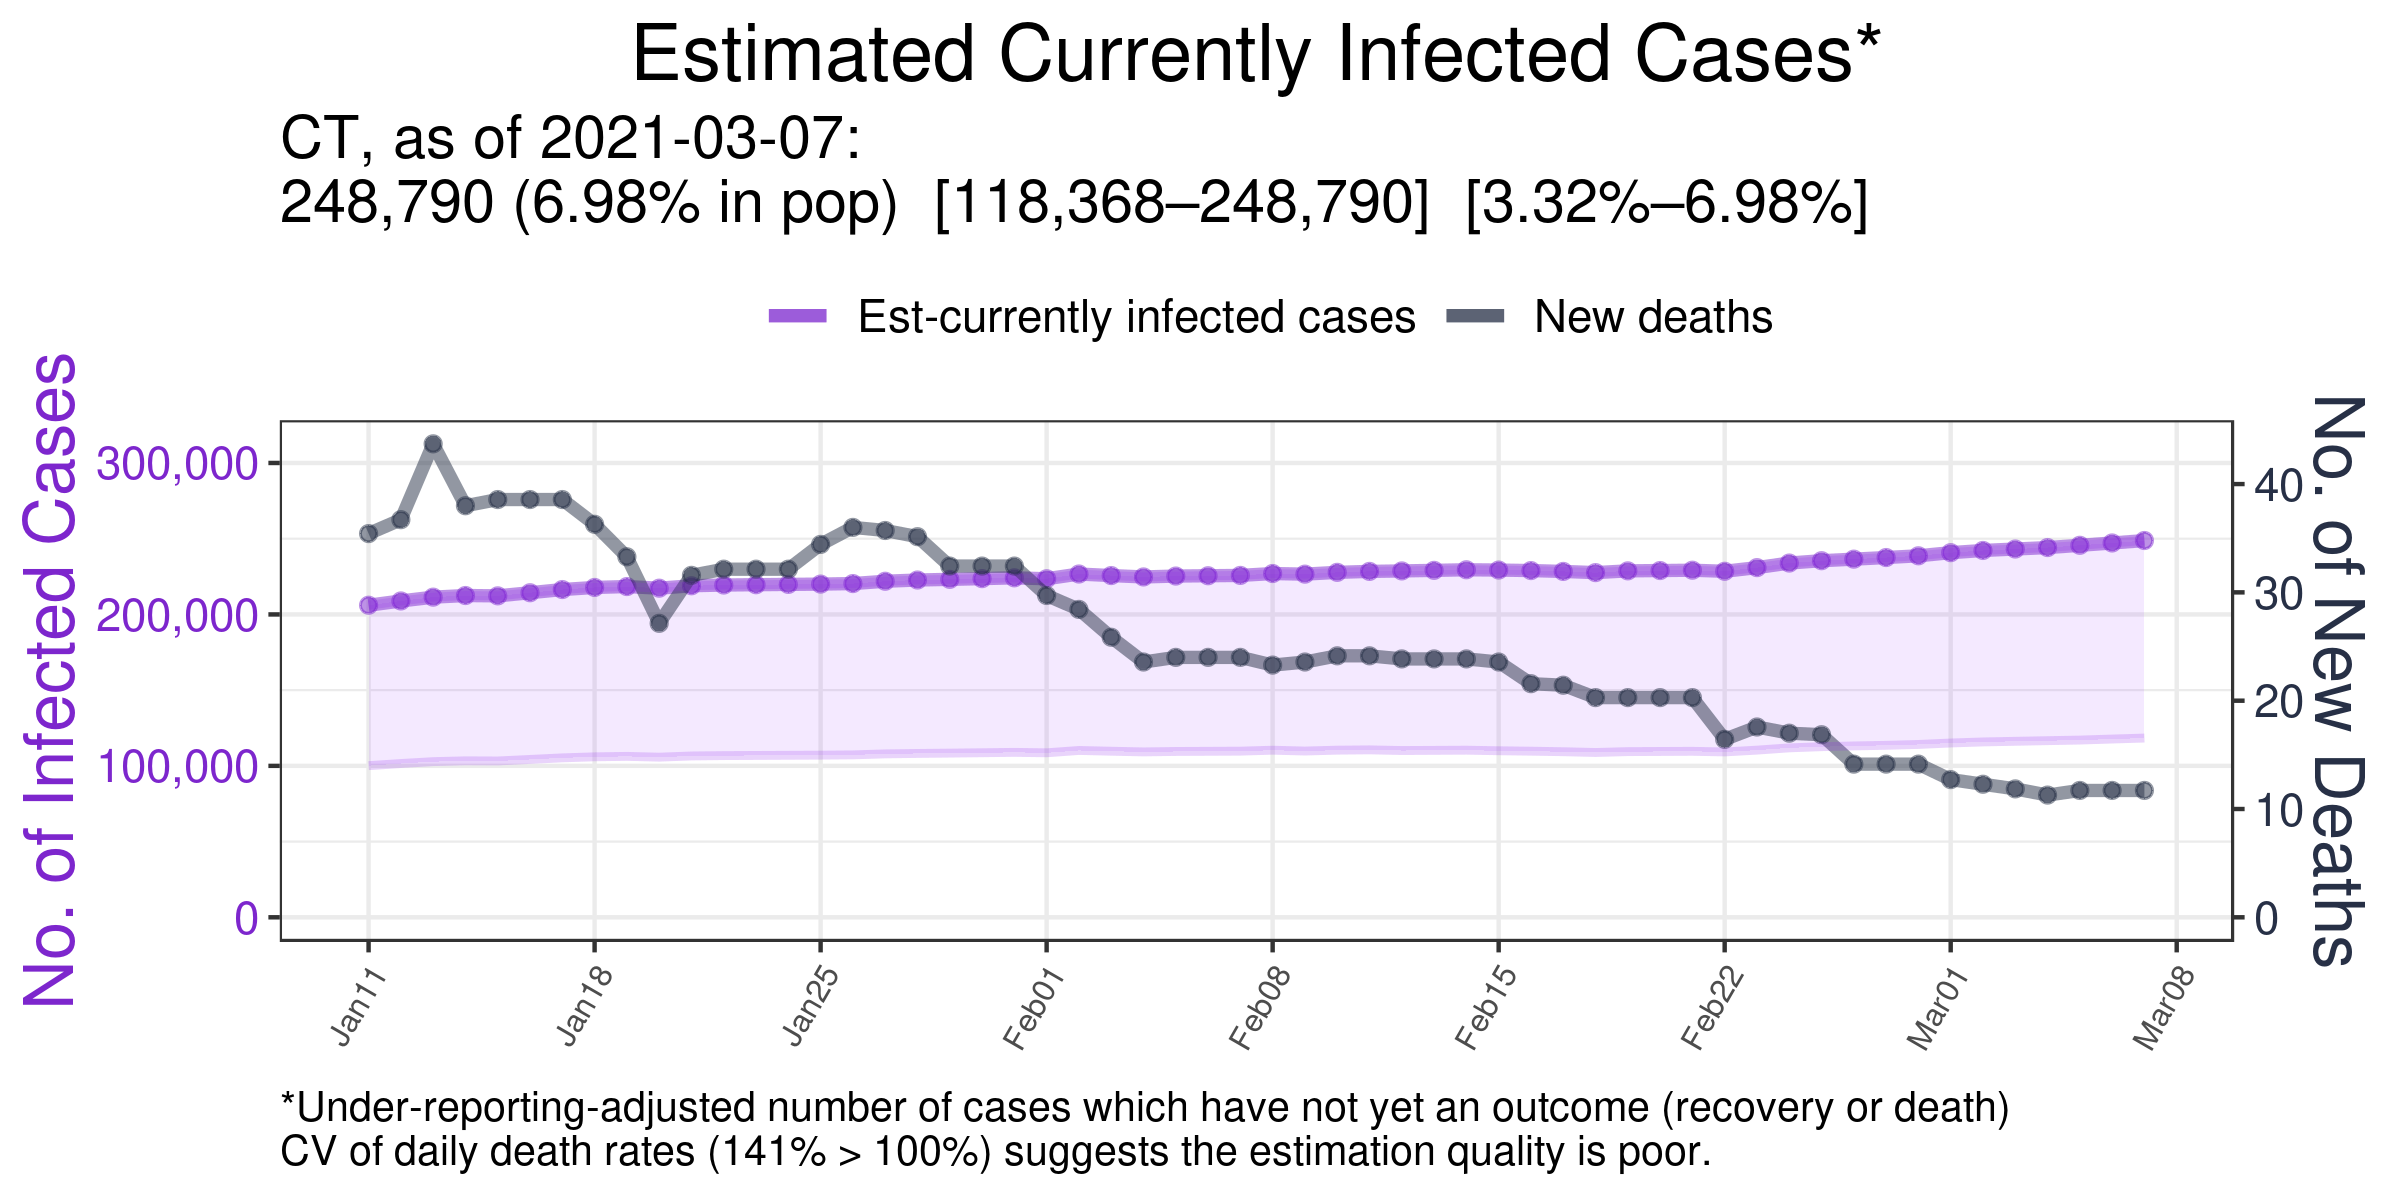 Estimated Currently Infected Cases*
CT, as of 2021-03-07:
248,790 (6.98% in pop)  [118,368–248,790]  [3.32%–6.98%]
Est-currently infected cases
New deaths
No. of Infected Cases
300,000
200,000
100,000
0
No. of New Deaths
40
30
20
10
0
Jan11
Jan18
Jan25
Feb01
Feb08
Feb15
Feb22
Mar01
Mar08
*Under-reporting-adjusted number of cases which have not yet an outcome (recovery or death)
CV of daily death rates (141% > 100%) suggests the estimation quality is poor.